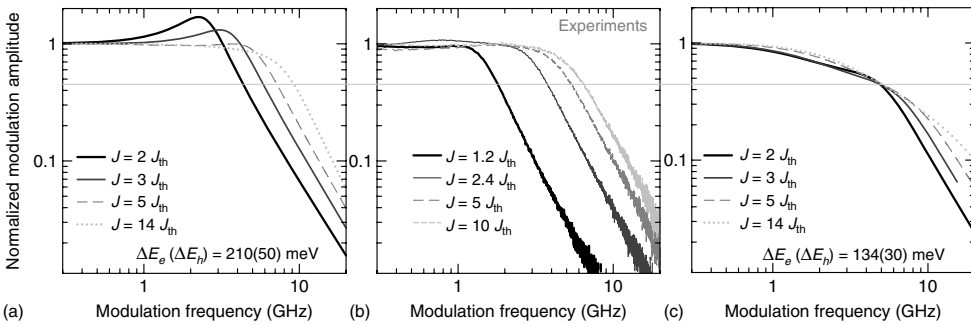 Normalized modulation amplitude
1
0.1
J = 2 J_th
J = 3 J_th
J = 5 J_th
J = 14 J_th
ΔE_e (ΔE_h) = 210(50) meV
1
10
(a)
Modulation frequency (GHz)
Experiments
1
0.1
J = 1.2 J_th
J = 2.4 J_th
J = 5 J_th
J = 10 J_th
1
10
(b)
Modulation frequency (GHz)
1
0.1
J = 2 J_th
J = 3 J_th
J = 5 J_th
J = 14 J_th
ΔE_e (ΔE_h) = 134(30) meV
1
10
(c)
Modulation frequency (GHz)